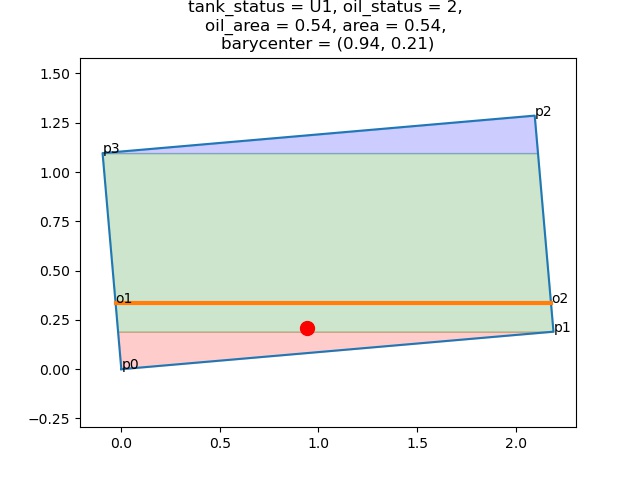 tank_status = U1, oil_status = 2,
oil_area = 0.54, area = 0.54,
barycenter = (0.94, 0.21)
1.50
1.25
1.00
0.75
0.50
0.25
0.00
−0.25
p3
p2
o1
o2
p1
p0
0.0
0.5
1.0
1.5
2.0